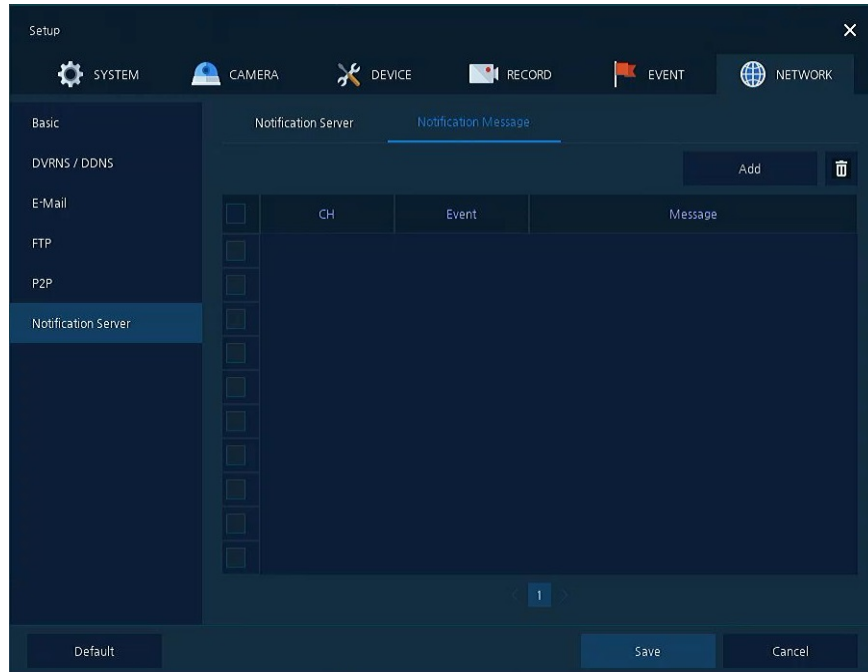 Setup
SYSTEM CAMERA DEVICE RECORD EVENT NETWORK
Basic
DVRNS / DDNS
E-Mail
FTP
P2P
Notification Server
Notification Server Notification Message
Add
CH Event Message
1
Default Save Cancel